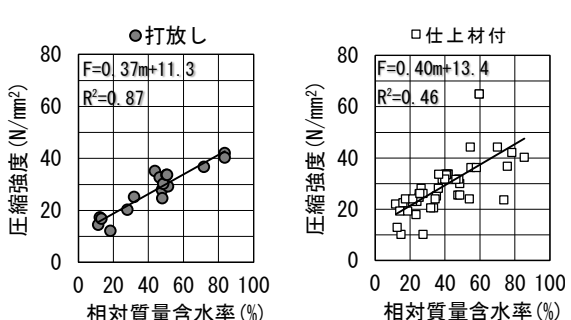 ●打放し
F=0.37m+11.3
R²=0.87
圧縮強度(N/mm²)
80
60
40
20
0
0 20 40 60 80 100
相対質量含水率(%)
□仕上材付
F=0.40m+13.4
R²=0.46
圧縮強度(N/mm²)
80
60
40
20
0
0 20 40 60 80 100
相対質量含水率(%)